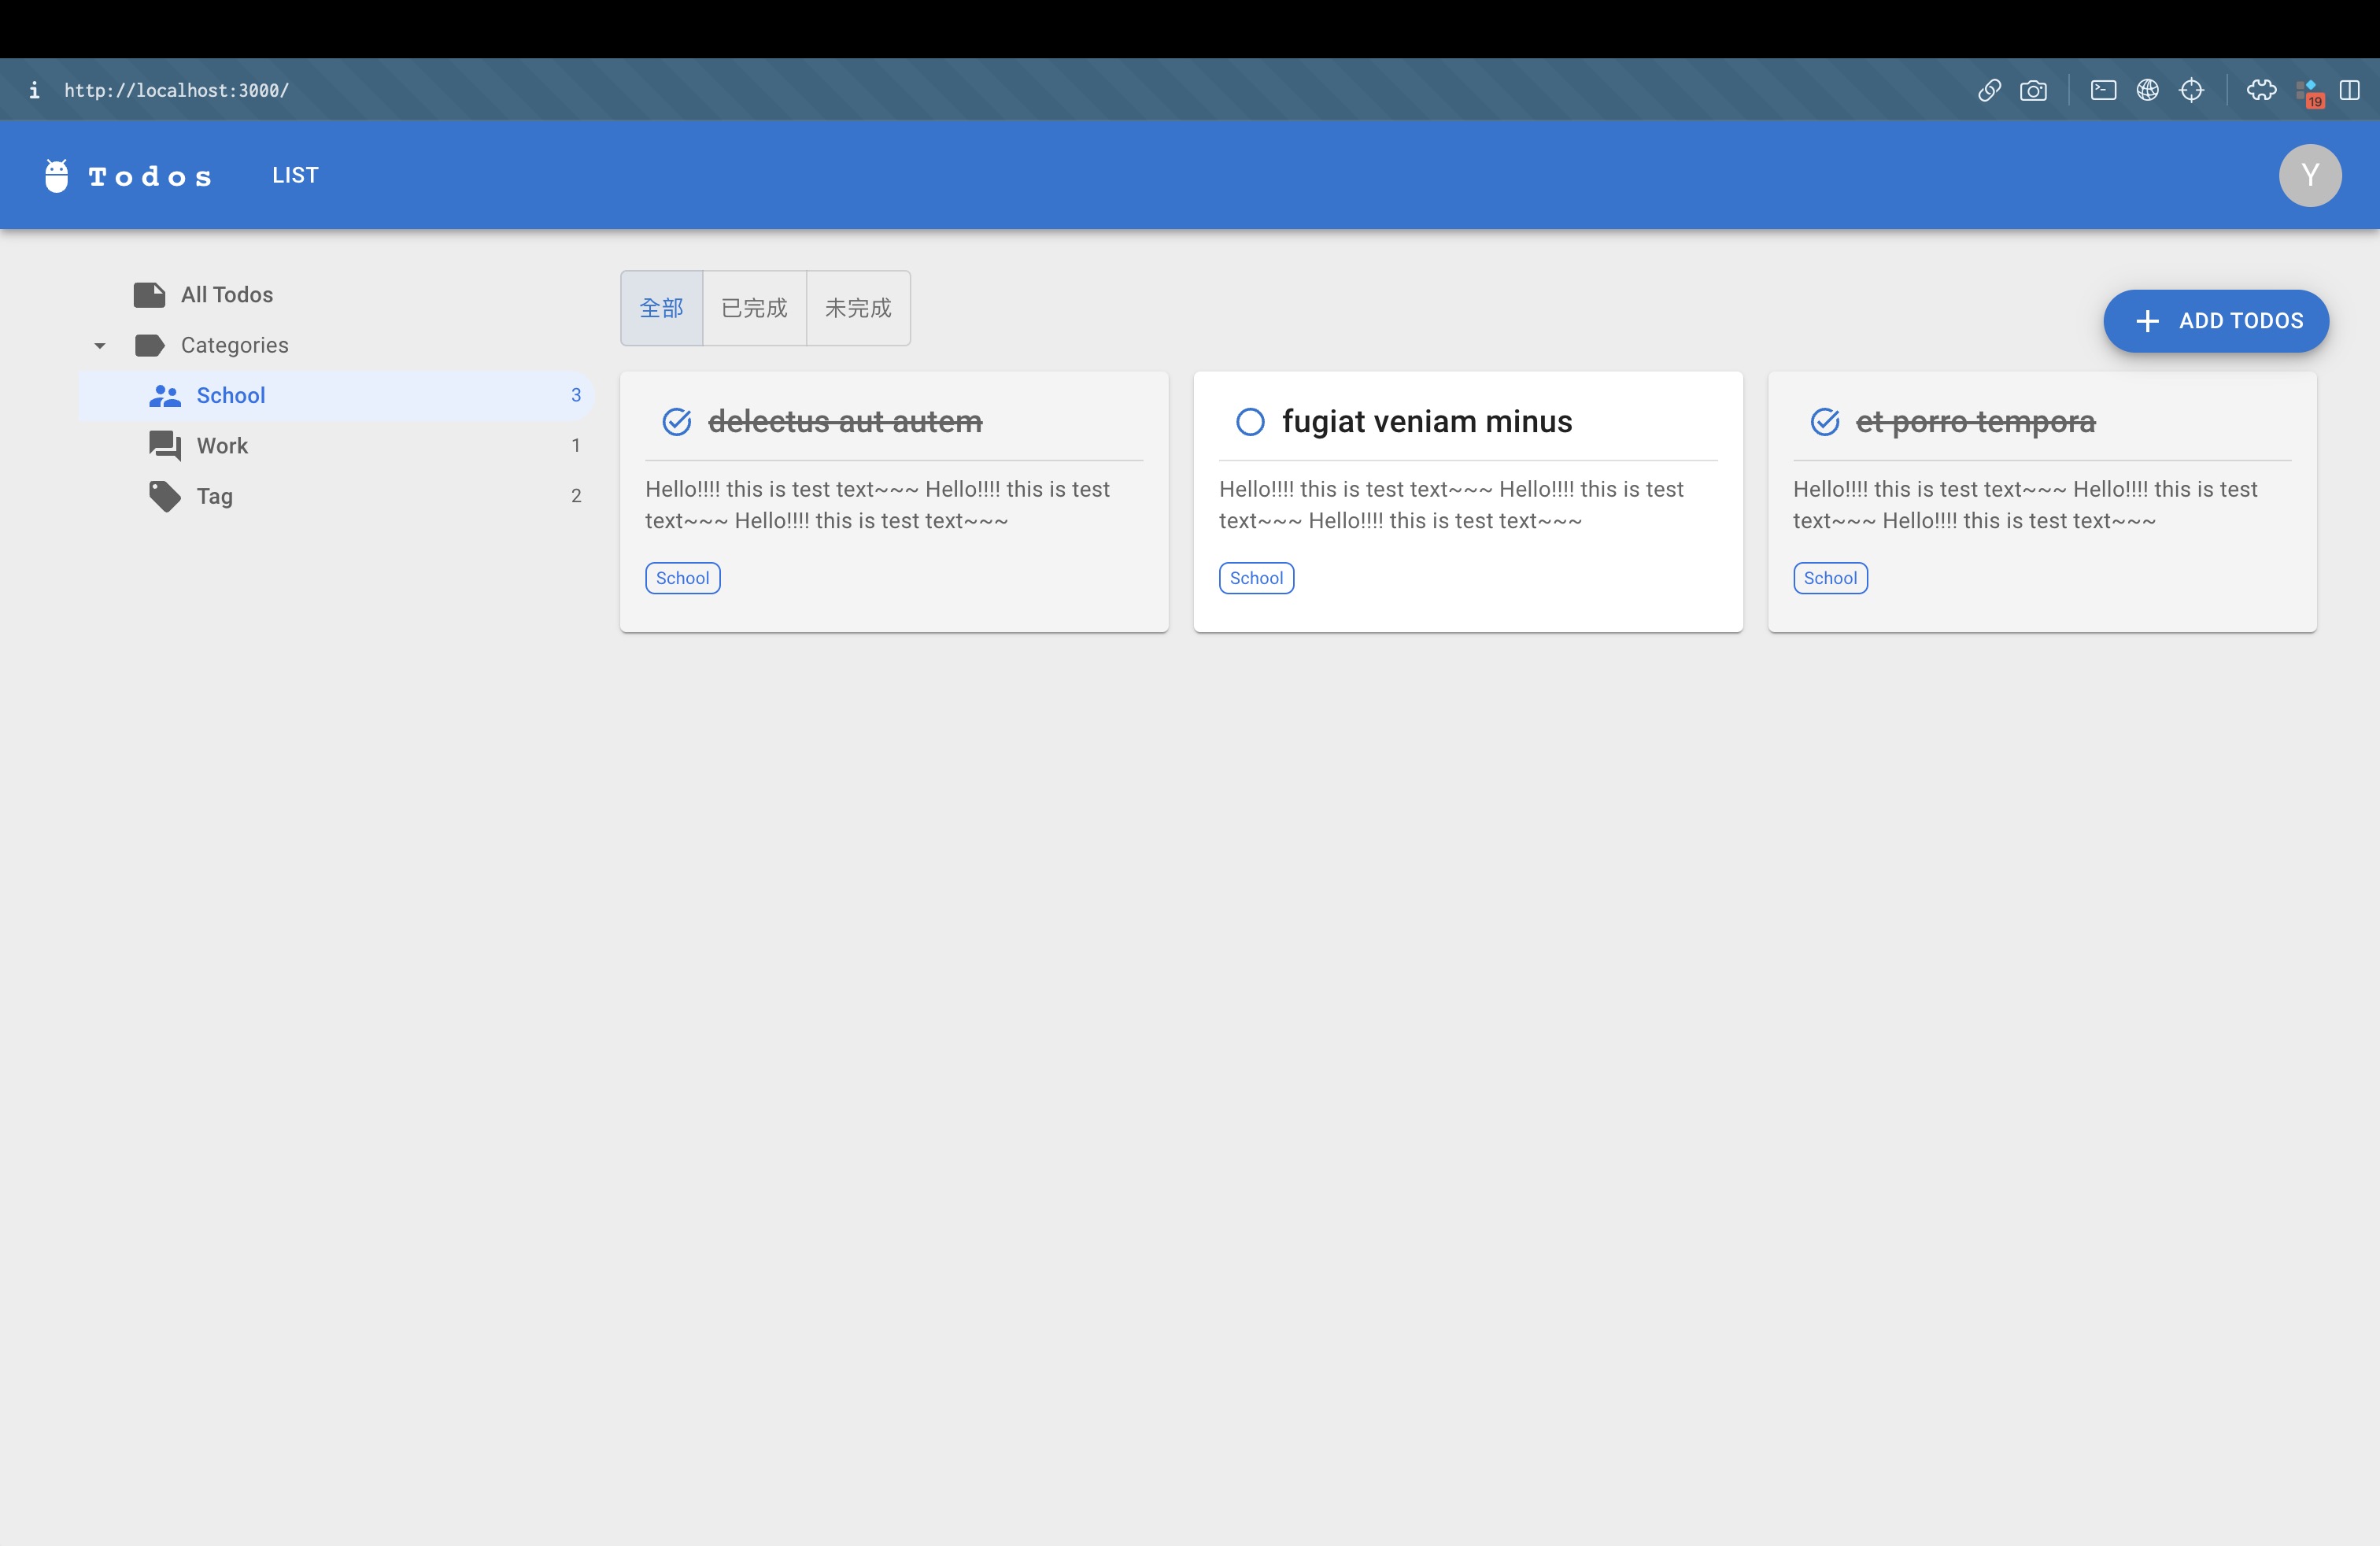 http://localhost:3000/
19
Todos
LIST
Y
All Todos
Categories
School 3
Work 1
Tag 2
全部 已完成 未完成
ADD TODOS
delectus aut autem
Hello!!!! this is test text~~~ Hello!!!! this is test
text~~~ Hello!!!! this is test text~~~
School
fugiat veniam minus
Hello!!!! this is test text~~~ Hello!!!! this is test
text~~~ Hello!!!! this is test text~~~
School
et porro tempora
Hello!!!! this is test text~~~ Hello!!!! this is test
text~~~ Hello!!!! this is test text~~~
School